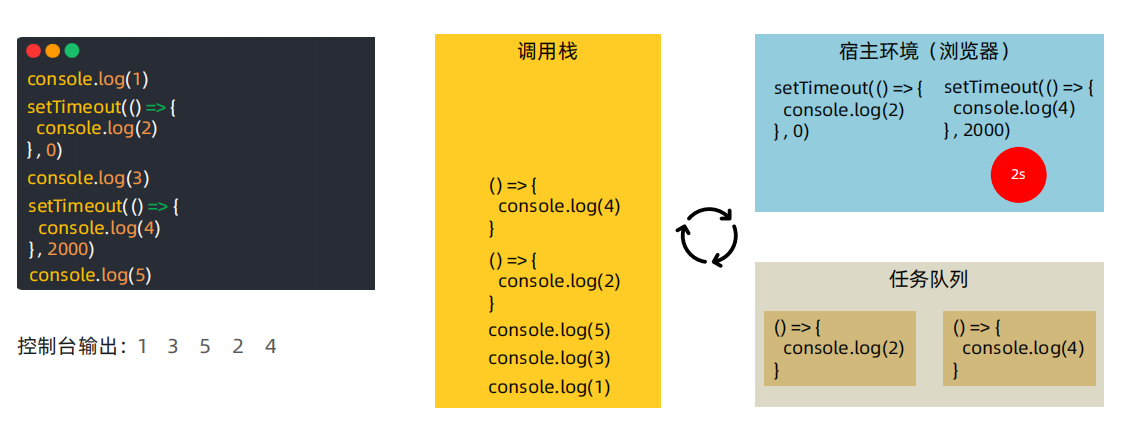 console.log(1)
setTimeout(() => {
console.log(2)
} , 0)
console.log(3)
setTimeout( () => {
console.log(4)
} , 2000)
console.log(5)
控制台输出：1 3 5 2 4
调用栈
() => {
console.log(4)
}
() => {
console.log(2)
}
console.log(5)
console.log(3)
console.log(1)
宿主环境（浏览器）
setTimeout(() => {
console.log(2)
} , 0)
setTimeout( () => {
console.log(4)
} , 2000)
2s
任务队列
() => {
console.log(2)
}
() => {
console.log(4)
}